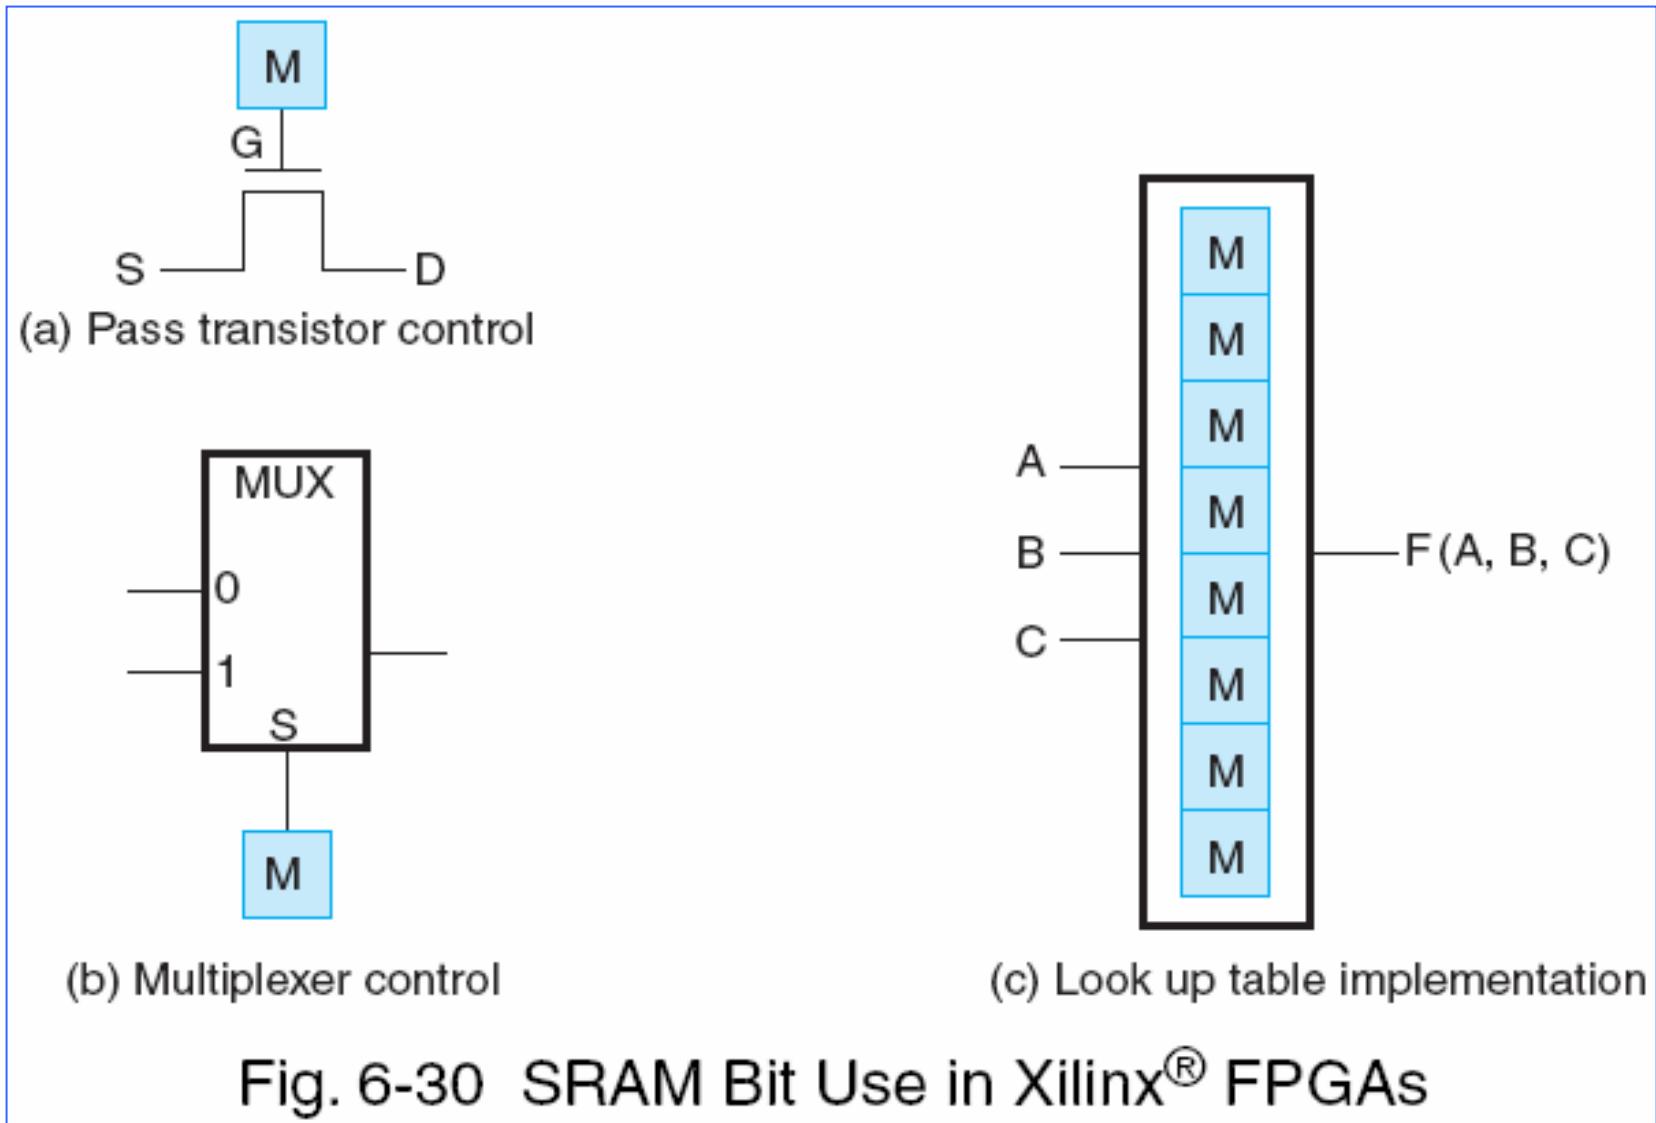 M
G
S
D
(a) Pass transistor control
MUX
0
1
S
M
(b) Multiplexer control
M
M
M
M
M
M
M
M
A
B
C
F(A, B, C)
(c) Look up table implementation
Fig. 6-30 SRAM Bit Use in Xilinx® FPGAs